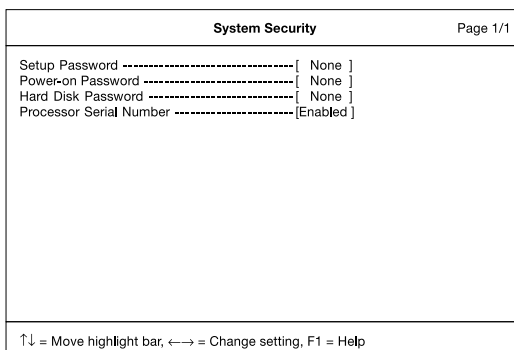 System Security Page 1/1
Setup Password --------------------------------[ None ]
Power-on Password ----------------------------[ None ]
Hard Disk Password ---------------------------[ None ]
Processor Serial Number ----------------------[Enabled ]
↑↓ = Move highlight bar, ←→ = Change setting, F1 = Help